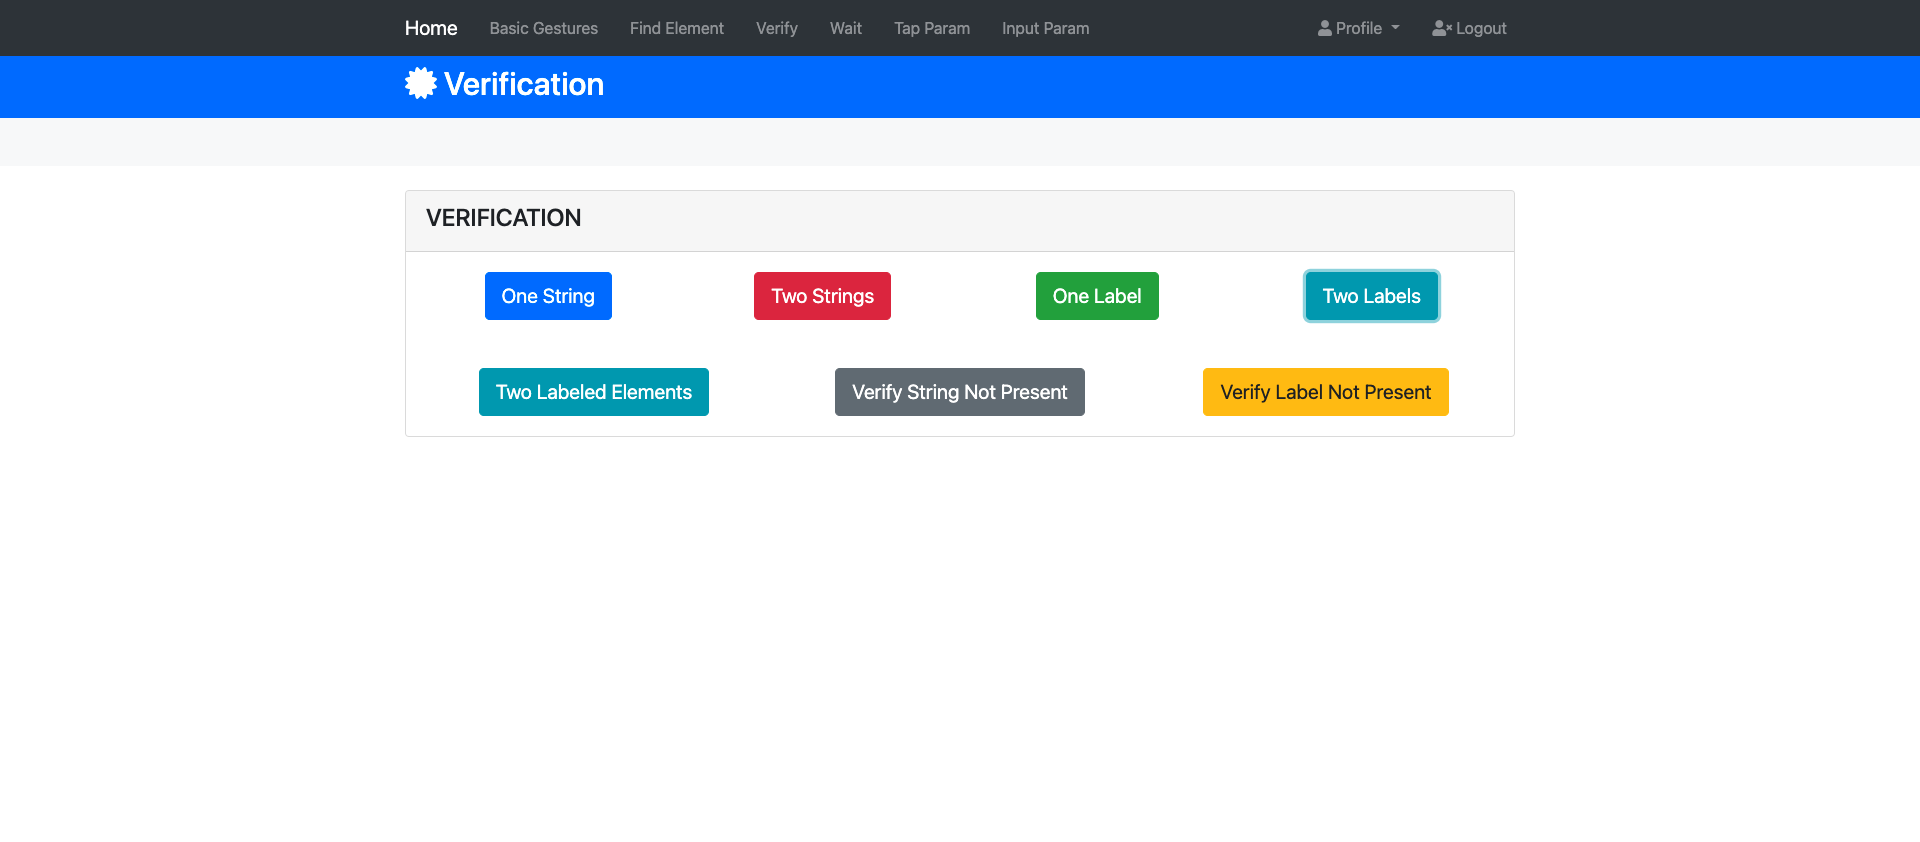 Home Basic Gestures Find Element Verify Wait Tap Param Input Param Profile Logout
Verification
VERIFICATION
One String Two Strings One Label Two Labels
Two Labeled Elements Verify String Not Present Verify Label Not Present